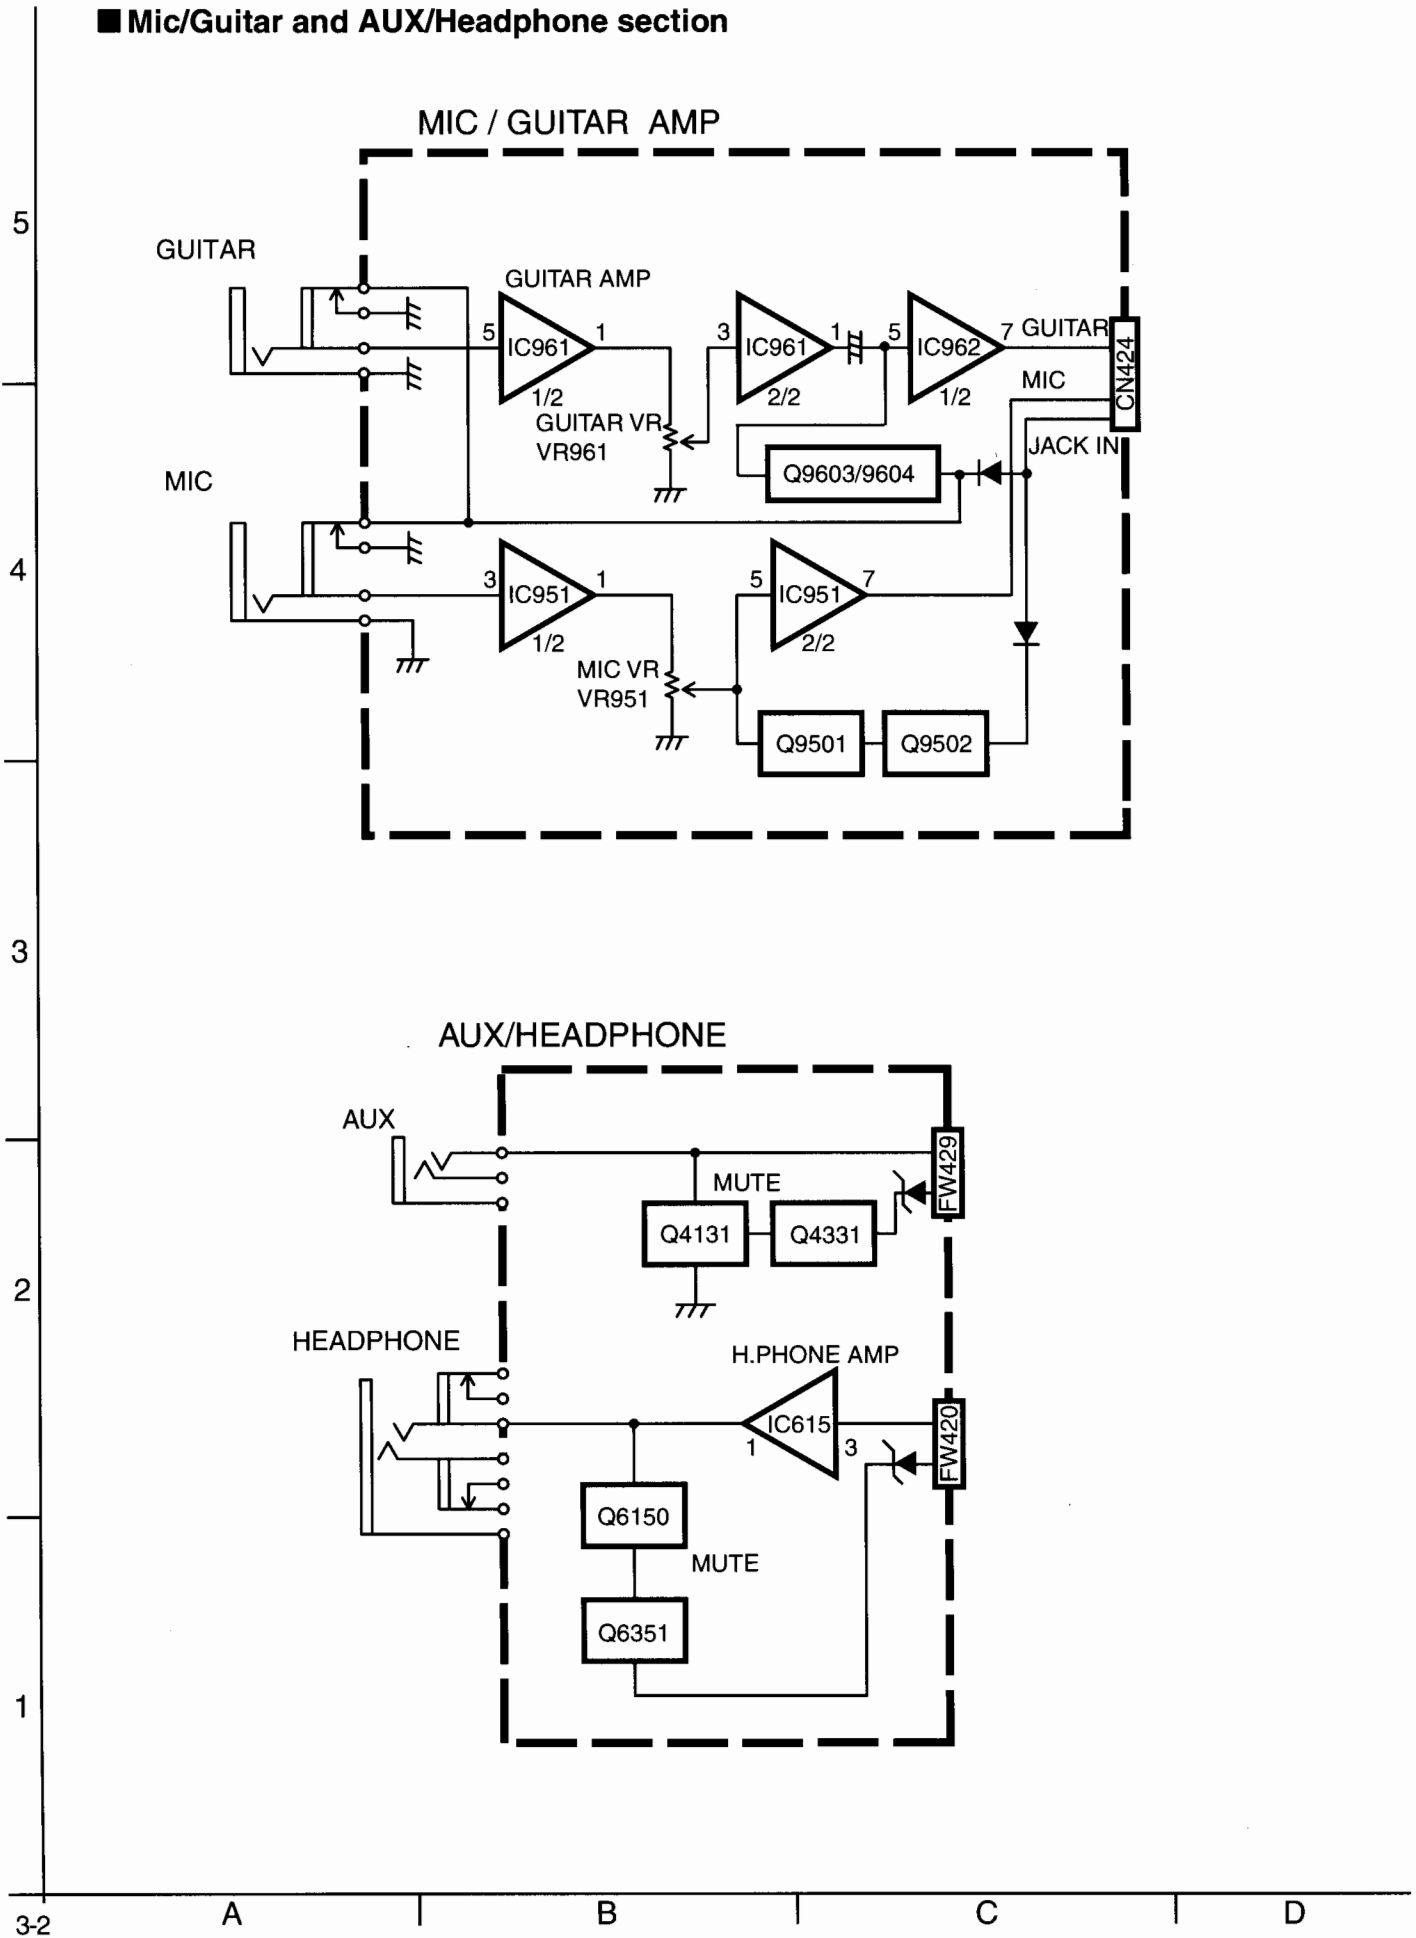 ■ Mic/Guitar and AUX/Headphone section
MIC / GUITAR AMP
5
GUITAR
GUITAR AMP
5
IC961
1
1/2
3
IC961
1
2/2
5
IC962
7
1/2
GUITAR
MIC
CN424
JACK IN
GUITAR VR
VR961
Q9603/9604
MIC
4
3
IC951
1
1/2
5
IC951
7
2/2
MIC VR
VR951
Q9501
Q9502
3
AUX/HEADPHONE
AUX
MUTE
FW429
Q4131
Q4331
2
HEADPHONE
H.PHONE AMP
IC615
1
3
FW420
Q6150
MUTE
Q6351
1
3-2
A
B
C
D